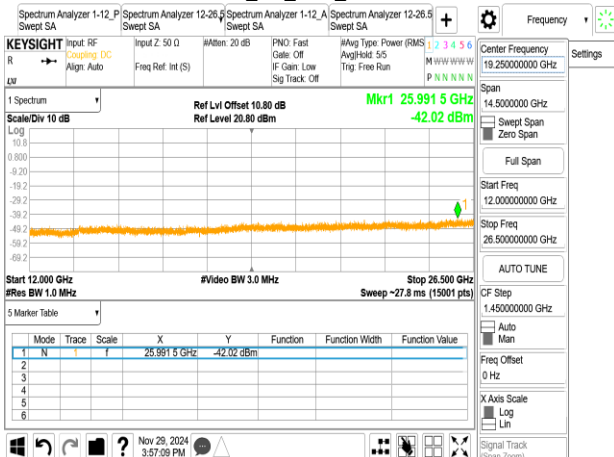 Spectrum Analyzer 1-12_P
Swept SA
Spectrum Analyzer 12-26.5
Swept SA
Spectrum Analyzer 1-12_A
Swept SA
Spectrum Analyzer 12-26.5
Swept SA
+
Frequency
Settings
KEYSIGHT
R
Input: RF
Coupling: DC
Align: Auto
Input Z: 50 Ω
Freq Ref: Int (S)
#Atten: 20 dB
PNO: Fast
Gate: Off
IF Gain: Low
Sig Track: Off
#Avg Type: Power (RMS
Avg|Hold: 5/5
Trig: Free Run
1 2 3 4 5 6
M W W W W W
P N N N N N
1 Spectrum
Scale/Div 10 dB
Log
Ref Lvl Offset 10.80 dB
Ref Level 20.80 dBm
Mkr1 25.991 5 GHz
-42.02 dBm
10.8
0.800
-9.20
-19.2
-29.2
-39.2
-49.2
-59.2
-69.2
1
Start 12.000 GHz
#Res BW 1.0 MHz
#Video BW 3.0 MHz
Stop 26.500 GHz
Sweep ~27.8 ms (15001 pts)
5 Marker Table
Mode Trace Scale X Y Function Function Width Function Value
1 N 1 f 25.991 5 GHz -42.02 dBm
2
3
4
5
6
Center Frequency
19.250000000 GHz
Span
14.5000000 GHz
Swept Span
Zero Span
Full Span
Start Freq
12.000000000 GHz
Stop Freq
26.500000000 GHz
AUTO TUNE
CF Step
1.450000000 GHz
Auto
Man
Freq Offset
0 Hz
X Axis Scale
Log
Lin
Signal Track
(Span Zoom)
?
Nov 29, 2024
3:57:09 PM